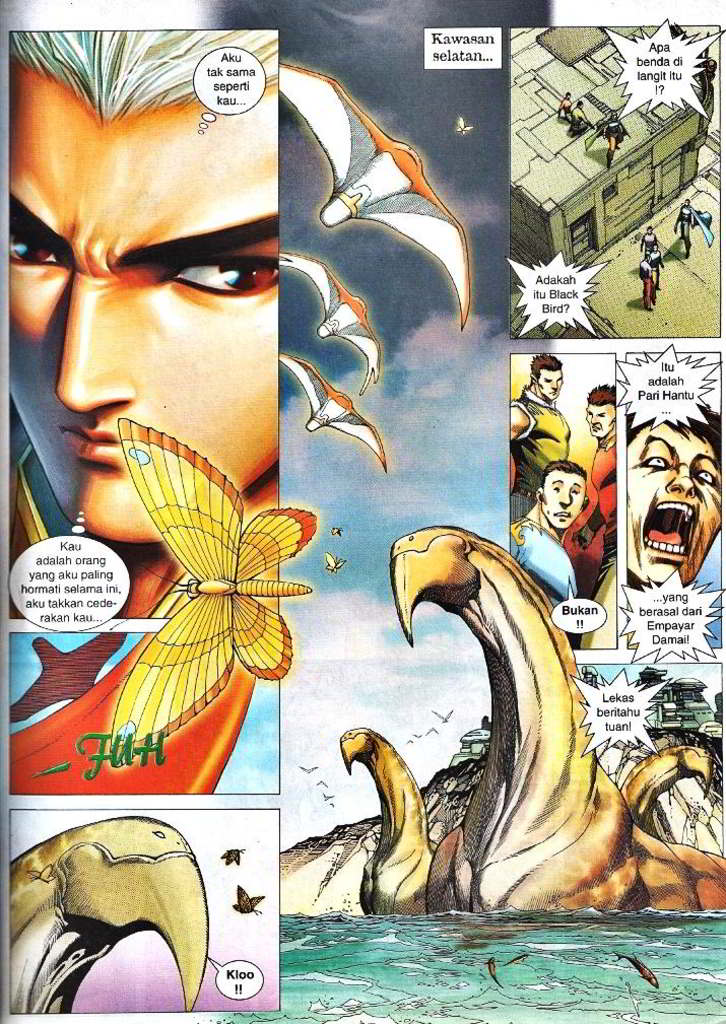 Aku
tak sama
seperti
kau...
Kau
adalah orang
yang aku paling
hormati selama ini,
aku takkan cede-
rakan kau...
FUH
Kloo
!!
Kawasan
selatan...
Apa
benda di
langit itu
!?
Adakah
itu Black
Bird?
Bukan
!!
Itu
adalah
Pari Hantu
...
...yang
berasal dari
Empayar
Damai!
Lekas
beritahu
tuan!